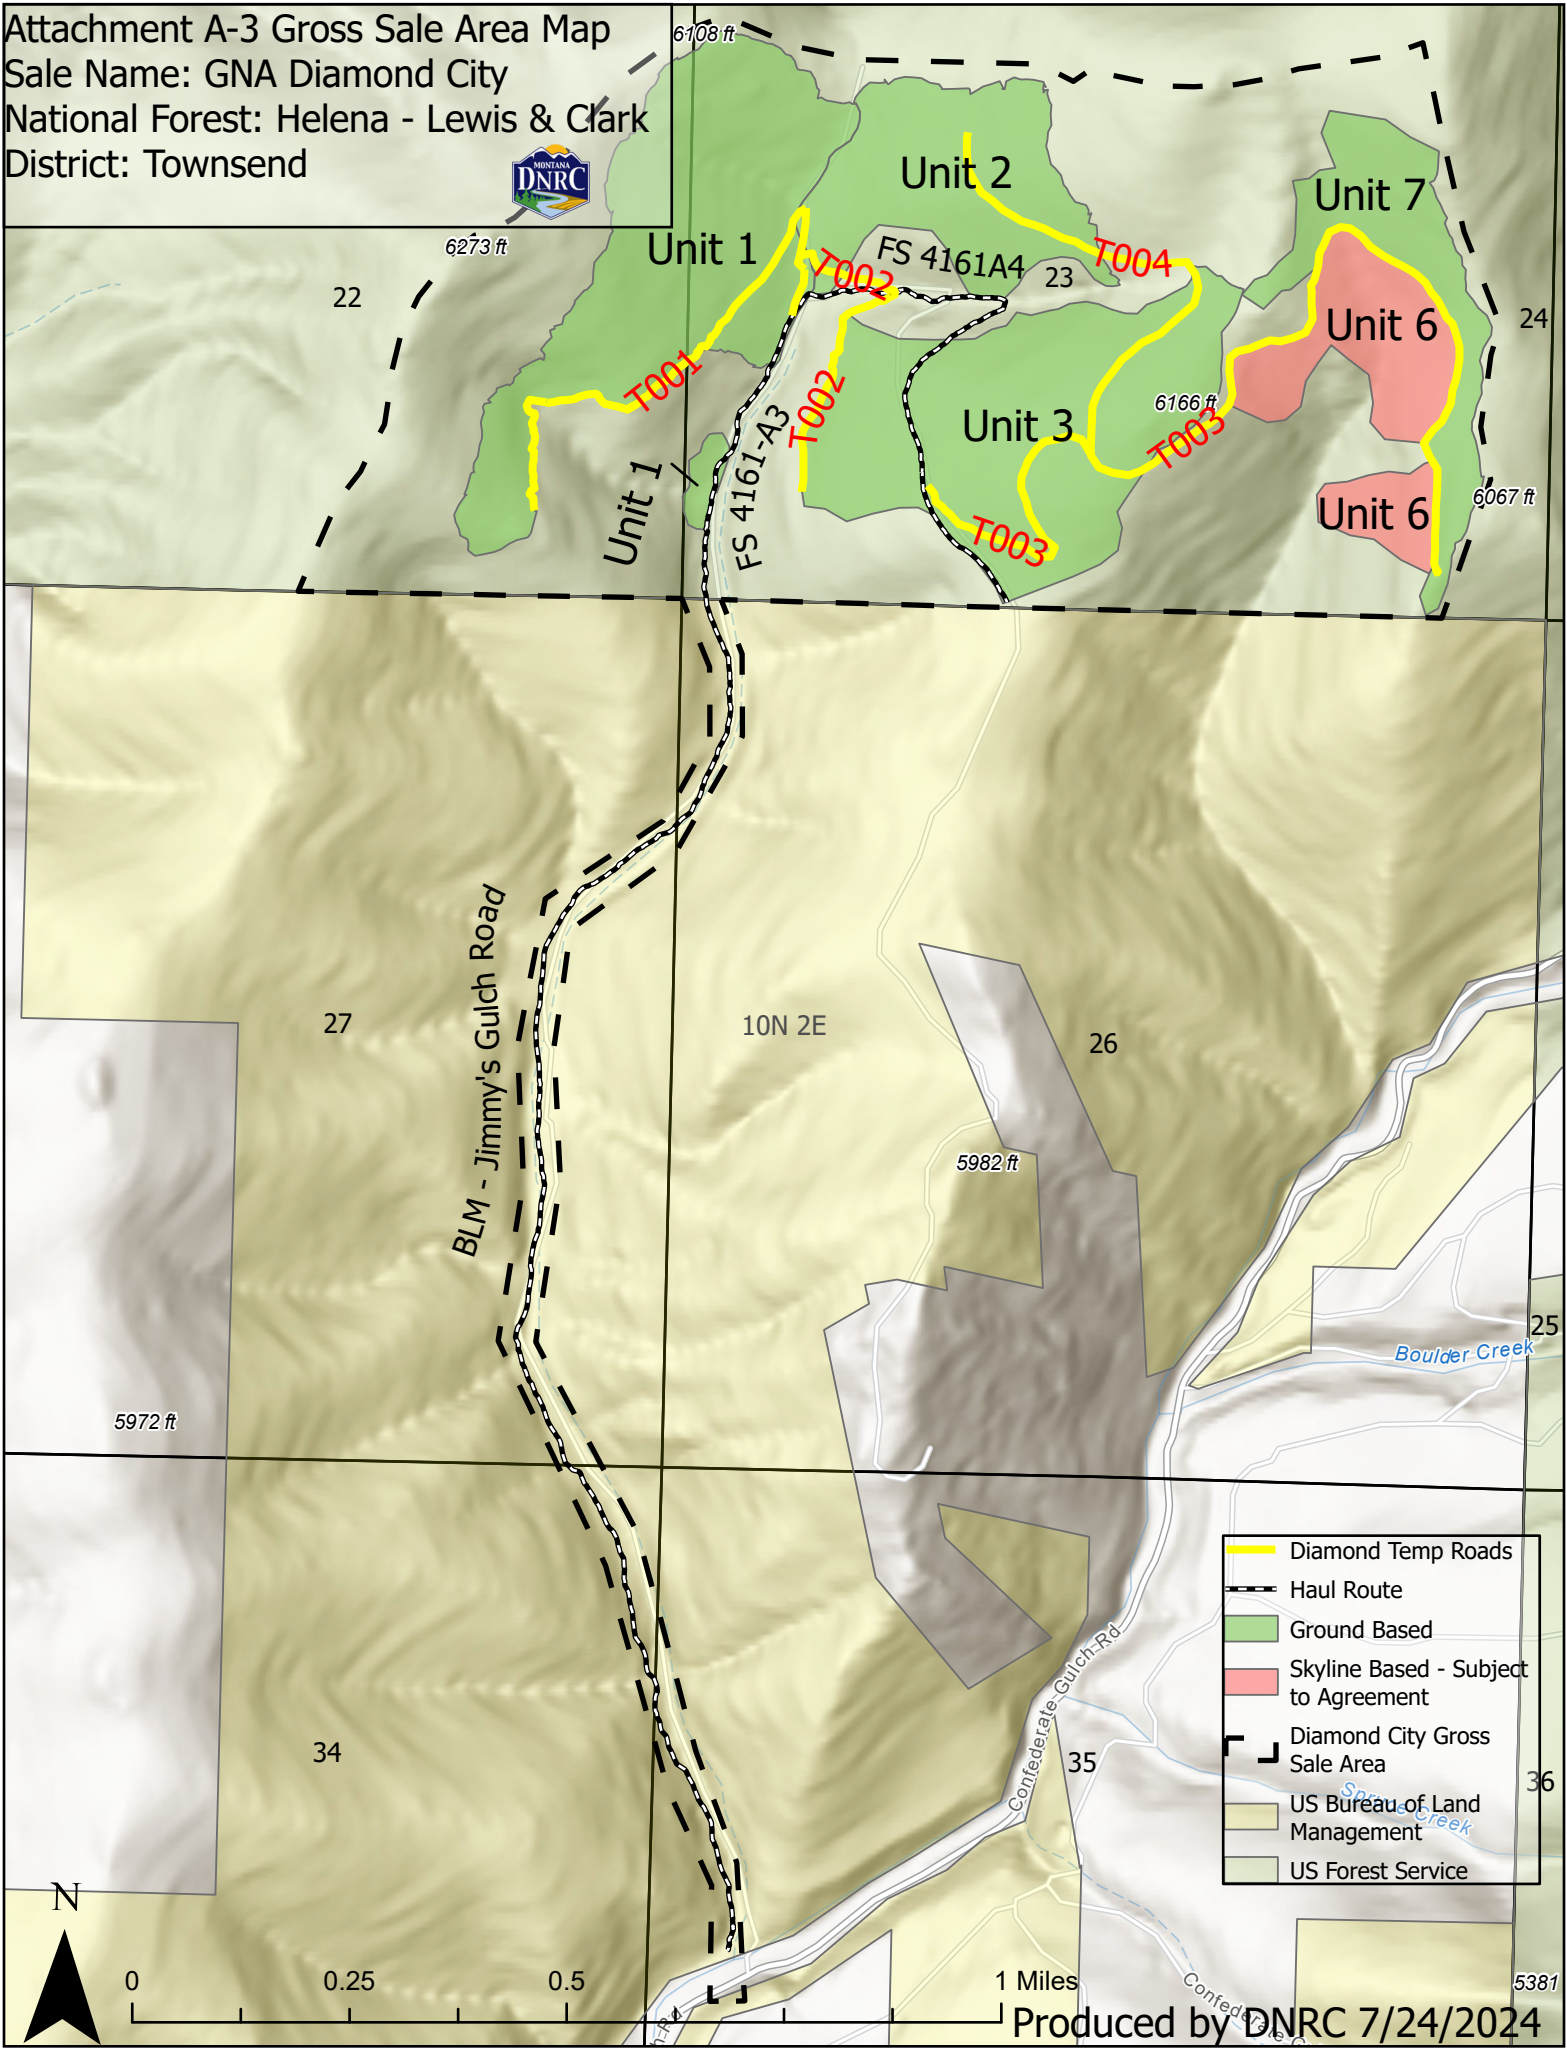 Attachment A-3 Gross Sale Area Map
Sale Name: GNA Diamond City
National Forest: Helena - Lewis & Clark
District: Townsend
MONTANA
DNRC
6108 ft
6273 ft
22
Unit 1
Unit 2
Unit 7
T002
FS 4161A4
23
T004
24
Unit 6
T001
T002
6166 ft
Unit 3
T003
Unit 1
FS 4161-A3
T003
Unit 6
6067 ft
BLM - Jimmy's Gulch Road
27
10N 2E
26
5982 ft
25
Boulder Creek
5972 ft
Confederate Gulch Rd
34
35
36
Spruce Creek
Diamond Temp Roads
Haul Route
Ground Based
Skyline Based - Subject
to Agreement
Diamond City Gross
Sale Area
US Bureau of Land
Management
US Forest Service
N
0 0.25 0.5 1 Miles
5381
h-Rd
Confederate-G
Produced by DNRC 7/24/2024